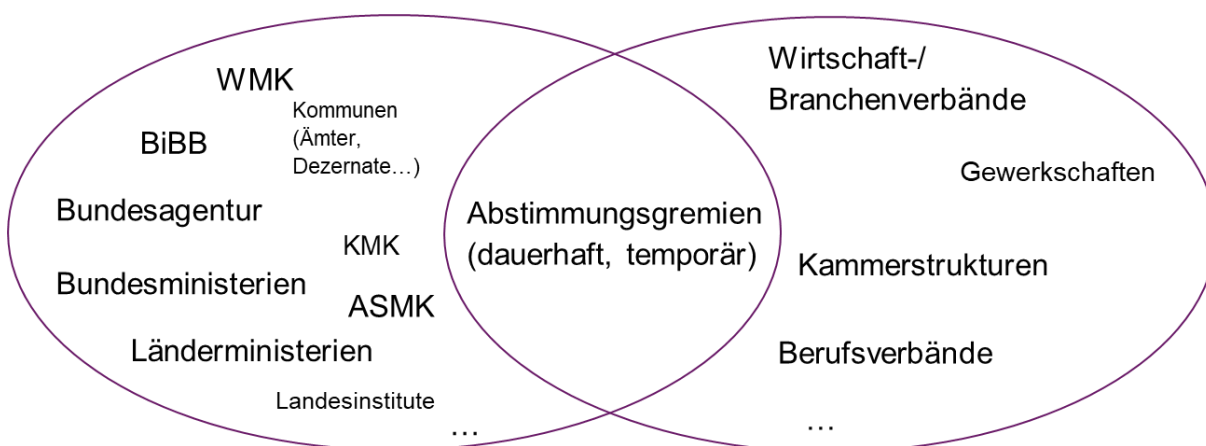 WMK
Kommunen
(Ämter,
Dezernate…)
BiBB
Bundesagentur
KMK
Bundesministerien
ASMK
Länderministerien
Landesinstitute
…
Abstimmungsgremien
(dauerhaft, temporär)
Wirtschaft-/
Branchenverbände
Gewerkschaften
Kammerstrukturen
Berufsverbände
…